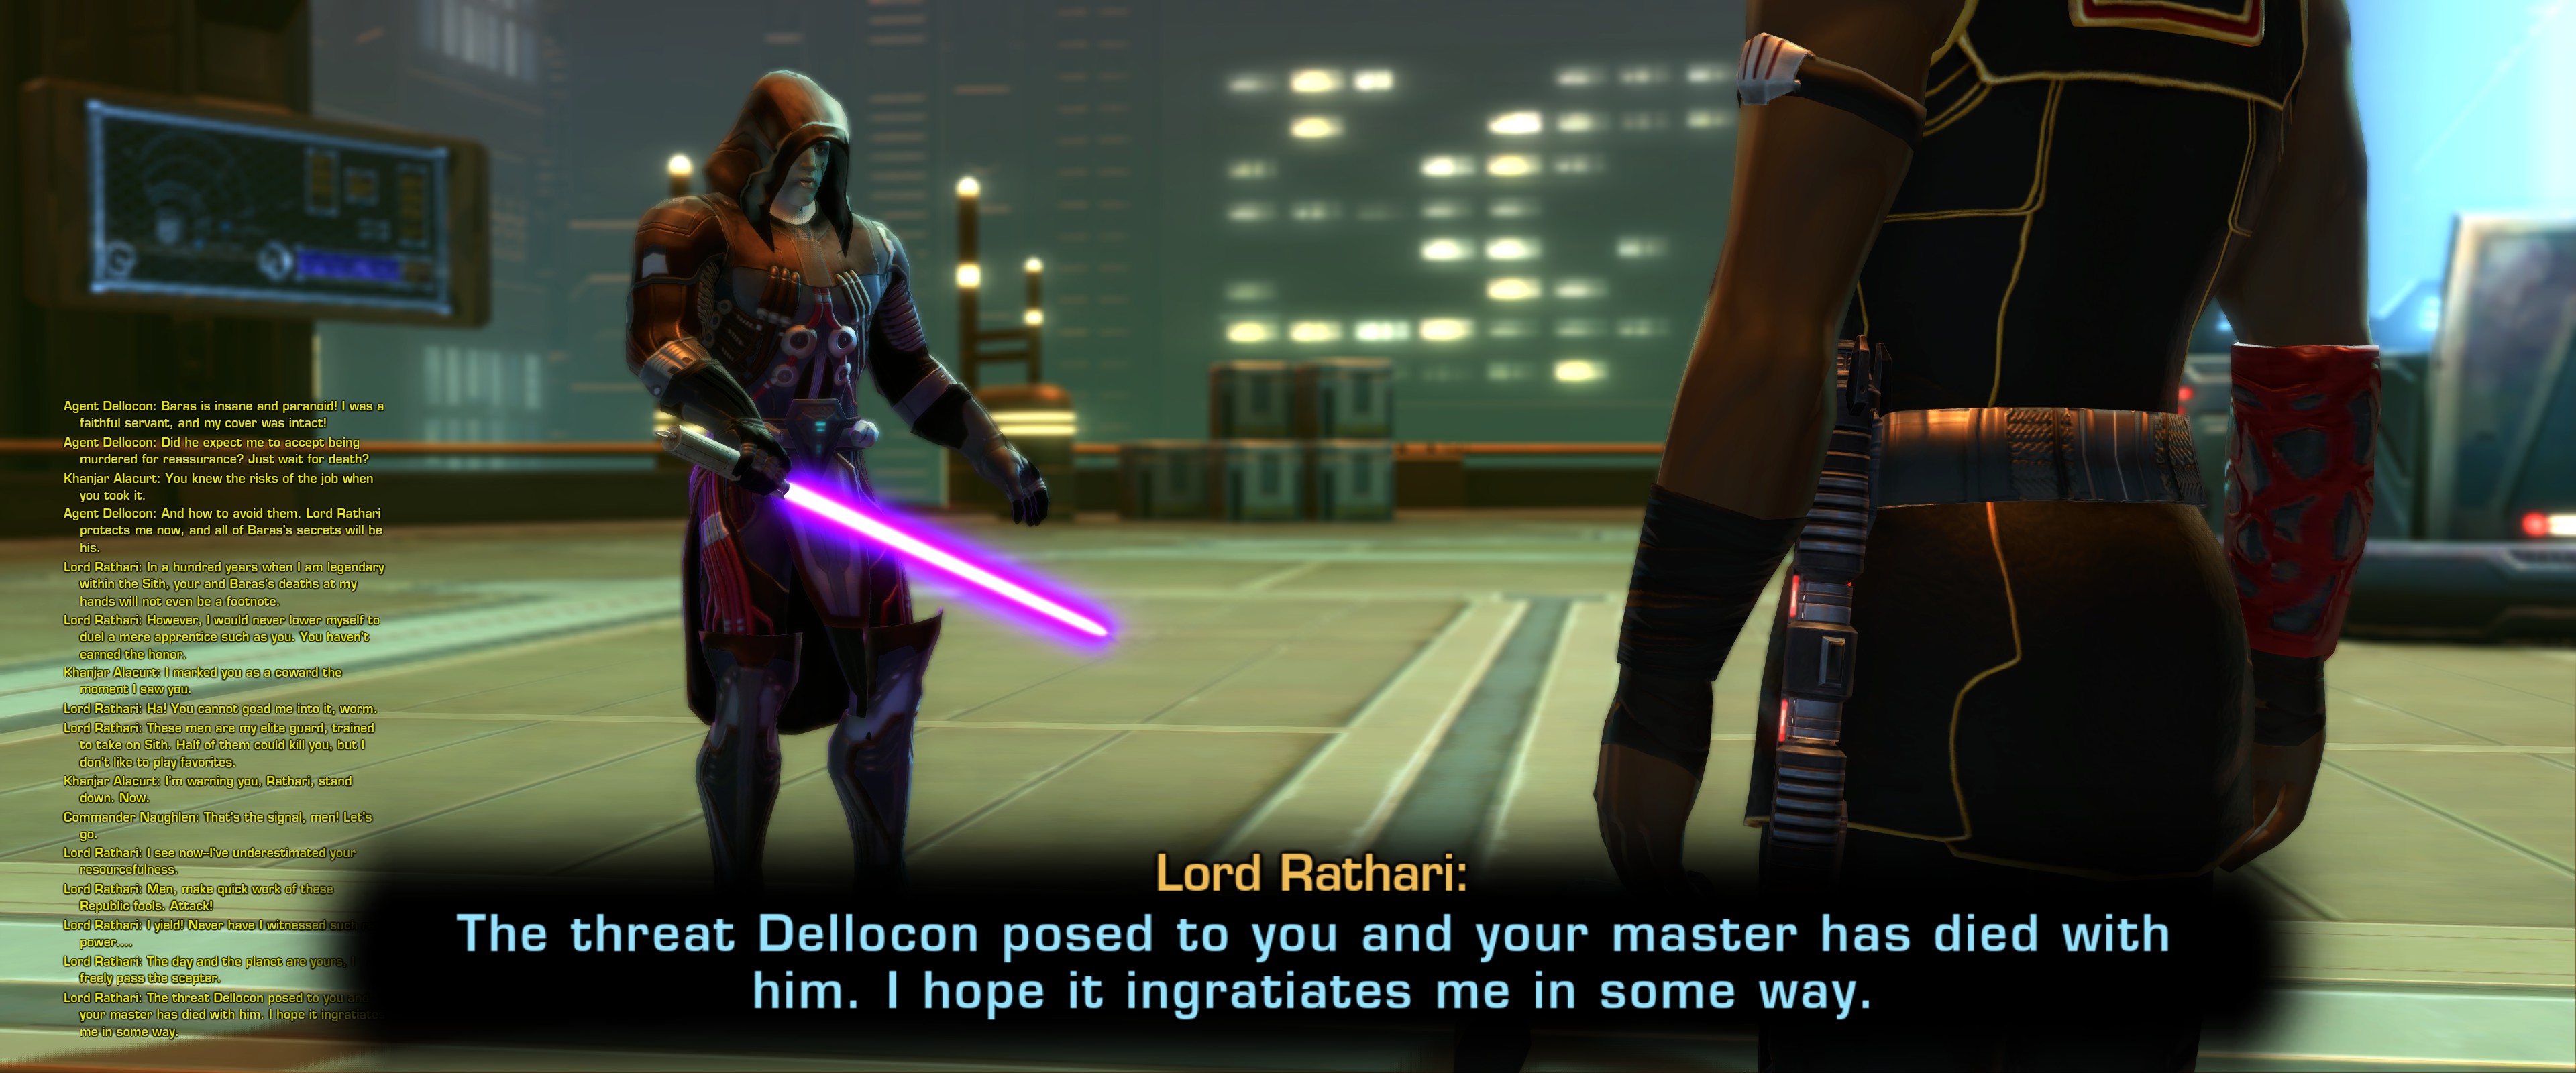 Agent Dellocon: Baras is insane and paranoid! I was a
faithful servant, and my cover was intact!
Agent Dellocon: Did he expect me to accept being
murdered for reassurance? Just wait for death?
Khanjar Alacurt: You knew the risks of the job when
you took it.
Agent Dellocon: And how to avoid them. Lord Rathari
protects me now, and all of Baras's secrets will be
his.
Lord Rathari: In a hundred years when I am legendary
within the Sith, your and Baras's deaths at my
hands will not even be a footnote.
Lord Rathari: However, I would never lower myself to
duel a mere apprentice such as you. You haven't
earned the honor.
Khanjar Alacurt: I marked you as a coward the
moment I saw you.
Lord Rathari: Ha! You cannot goad me into it, worm.
Lord Rathari: These men are my elite guard, trained
to take on Sith. Half of them could kill you, but I
don't like to play favorites.
Khanjar Alacurt: I'm warning you, Rathari, stand
down. Now.
Commander Naughlen: That's the signal, men! Let's
go.
Lord Rathari: I see now–I've underestimated your
resourcefulness.
Lord Rathari: Men, make quick work of these
Republic fools. Attack!
Lord Rathari: I yield! Never have I witnessed such
power....
Lord Rathari: The day and the planet are yours, I
freely pass the scepter.
Lord Rathari: The threat Dellocon posed to you and
your master has died with him. I hope it ingratiates
me in some way.
Lord Rathari:
The threat Dellocon posed to you and your master has died with
him. I hope it ingratiates me in some way.